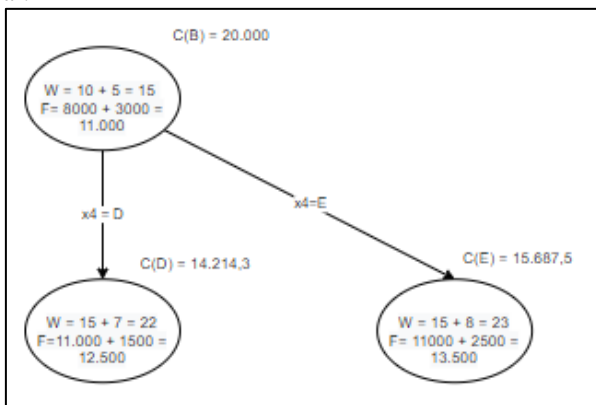 C(B) = 20.000
W = 10 + 5 = 15
F= 8000 + 3000 =
11.000
x4 = D
x4=E
C(D) = 14.214,3
C(E) = 15.687,5
W = 15 + 7 = 22
F=11.000 + 1500 =
12.500
W = 15 + 8 = 23
F= 11000 + 2500 =
13.500